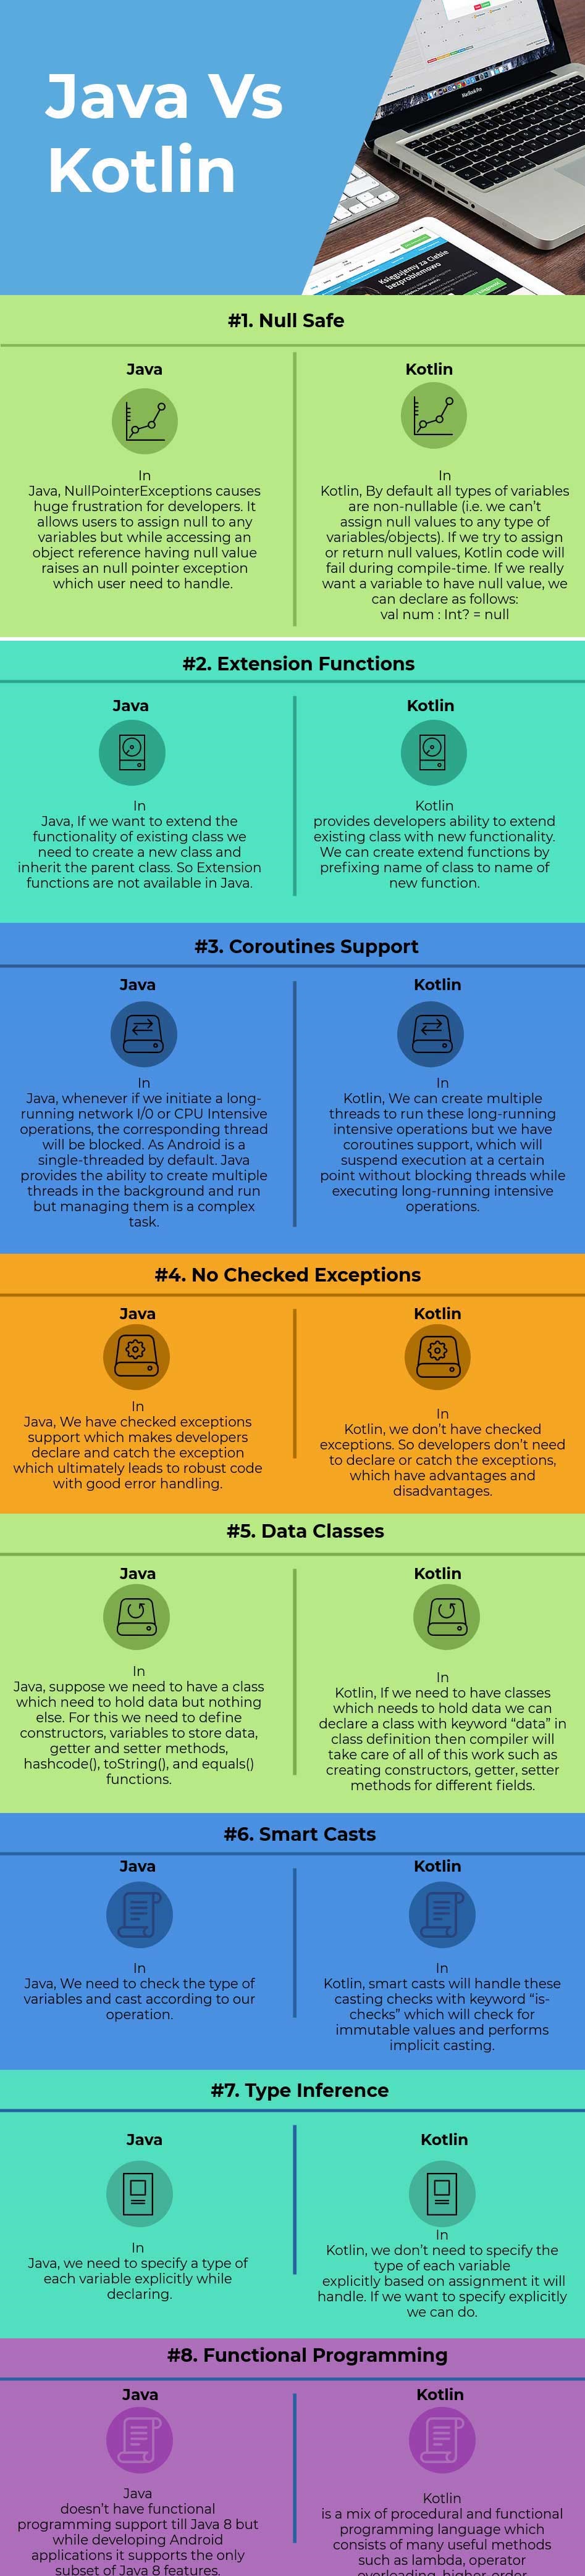 Java Vs
Kotlin
MacBook Pro
Księgujemy za Ciebie
bezproblemowo
#1. Null Safe
Java
Kotlin
In
Java, NullPointerExceptions causes
huge frustration for developers. It
allows users to assign null to any
variables but while accessing an
object reference having null value
raises an null pointer exception
which user need to handle.
In
Kotlin, By default all types of variables
are non-nullable (i.e. we can't
assign null values to any type of
variables/objects). If we try to assign
or return null values, Kotlin code will
fail during compile-time. If we really
want a variable to have null value, we
can declare as follows:
val num : Int? = null
#2. Extension Functions
Java
Kotlin
In
Java, If we want to extend the
functionality of existing class we
need to create a new class and
inherit the parent class. So Extension
functions are not available in Java.
Kotlin
provides developers ability to extend
existing class with new functionality.
We can create extend functions by
prefixing name of class to name of
new function.
#3. Coroutines Support
Java
Kotlin
In
Java, whenever if we initiate a long-
running network I/0 or CPU Intensive
operations, the corresponding thread
will be blocked. As Android is a
single-threaded by default. Java
provides the ability to create multiple
threads in the background and run
but managing them is a complex
task.
In
Kotlin, We can create multiple
threads to run these long-running
intensive operations but we have
coroutines support, which will
suspend execution at a certain
point without blocking threads while
executing long-running intensive
operations.
#4. No Checked Exceptions
Java
Kotlin
In
Java, We have checked exceptions
support which makes developers
declare and catch the exception
which ultimately leads to robust code
with good error handling.
In
Kotlin, we don't have checked
exceptions. So developers don't need
to declare or catch the exceptions,
which have advantages and
disadvantages.
#5. Data Classes
Java
Kotlin
In
Java, suppose we need to have a class
which need to hold data but nothing
else. For this we need to define
constructors, variables to store data,
getter and setter methods,
hashcode(), toString(), and equals()
functions.
In
Kotlin, If we need to have classes
which needs to hold data we can
declare a class with keyword “data” in
class definition then compiler will
take care of all of this work such as
creating constructors, getter, setter
methods for different fields.
#6. Smart Casts
Java
Kotlin
In
Java, We need to check the type of
variables and cast according to our
operation.
In
Kotlin, smart casts will handle these
casting checks with keyword “is-
checks” which will check for
immutable values and performs
implicit casting.
#7. Type Inference
Java
Kotlin
In
Java, we need to specify a type of
each variable explicitly while
declaring.
In
Kotlin, we don't need to specify the
type of each variable
explicitly based on assignment it will
handle. If we want to specify explicitly
we can do.
#8. Functional Programming
Java
Kotlin
Java
doesn't have functional
programming support till Java 8 but
while developing Android
applications it supports the only
subset of Java 8 features.
Kotlin
is a mix of procedural and functional
programming language which
consists of many useful methods
such as lambda, operator
overloading, higher-order